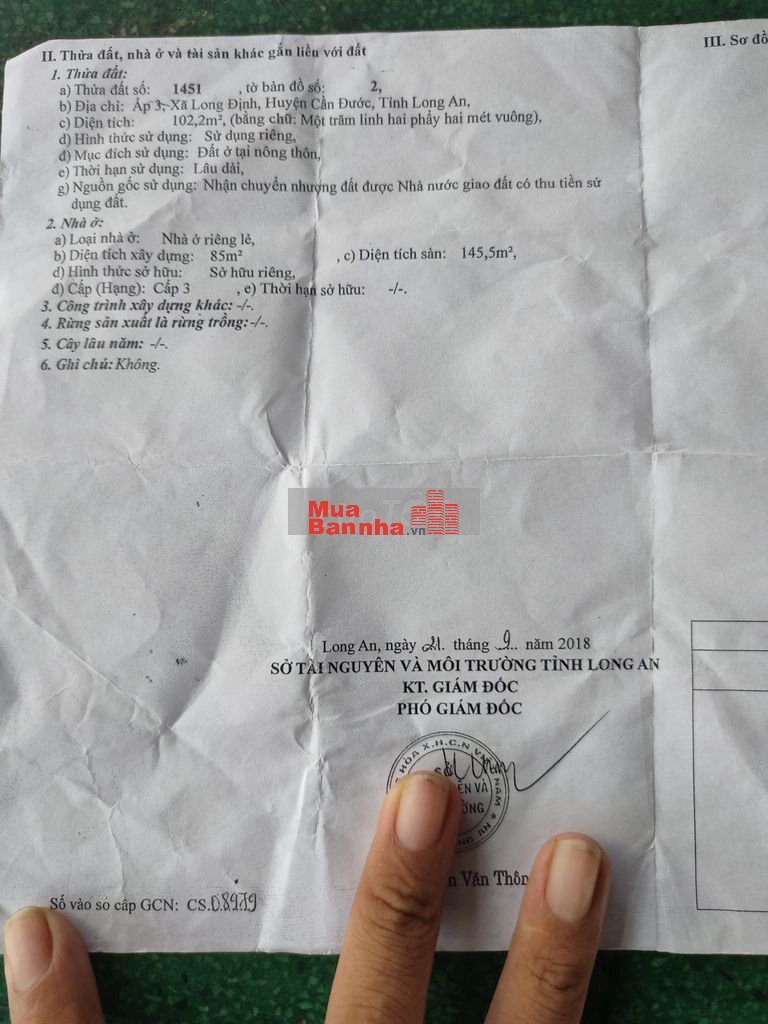 II. Thửa đất, nhà ở và tài sản khác gắn liền với đất
1. Thửa đất:
a) Thửa đất số: 1451 , tờ bản đồ số: 2,
b) Địa chỉ: Ấp 3, Xã Long Định, Huyện Cần Đước, Tỉnh Long An,
c) Diện tích: 102,2m², (bằng chữ: Một trăm linh hai phẩy hai mét vuông),
d) Hình thức sử dụng: Sử dụng riêng,
đ) Mục đích sử dụng: Đất ở tại nông thôn,
e) Thời hạn sử dụng: Lâu dài,
g) Nguồn gốc sử dụng: Nhận chuyển nhượng đất được Nhà nước giao đất có thu tiền sử
dụng đất.
2. Nhà ở:
a) Loại nhà ở: Nhà ở riêng lẻ,
b) Diện tích xây dựng: 85m² , c) Diện tích sàn: 145,5m²,
d) Hình thức sở hữu: Sở hữu riêng,
đ) Cấp (Hạng): Cấp 3 , e) Thời hạn sở hữu: -/-.
3. Công trình xây dựng khác: -/-.
4. Rừng sản xuất là rừng trồng: -/-.
5. Cây lâu năm: -/-.
6. Ghi chú: Không.
III. Sơ đồ
Mua
Bannha.vn
Long An, ngày 21. tháng 9.. năm 2018
SỞ TÀI NGUYÊN VÀ MÔI TRƯỜNG TỈNH LONG AN
KT. GIÁM ĐỐC
PHÓ GIÁM ĐỐC
HÒA X.H.C.N VIỆT NAM
Văn
Số vào sổ cấp GCN: CS.08979